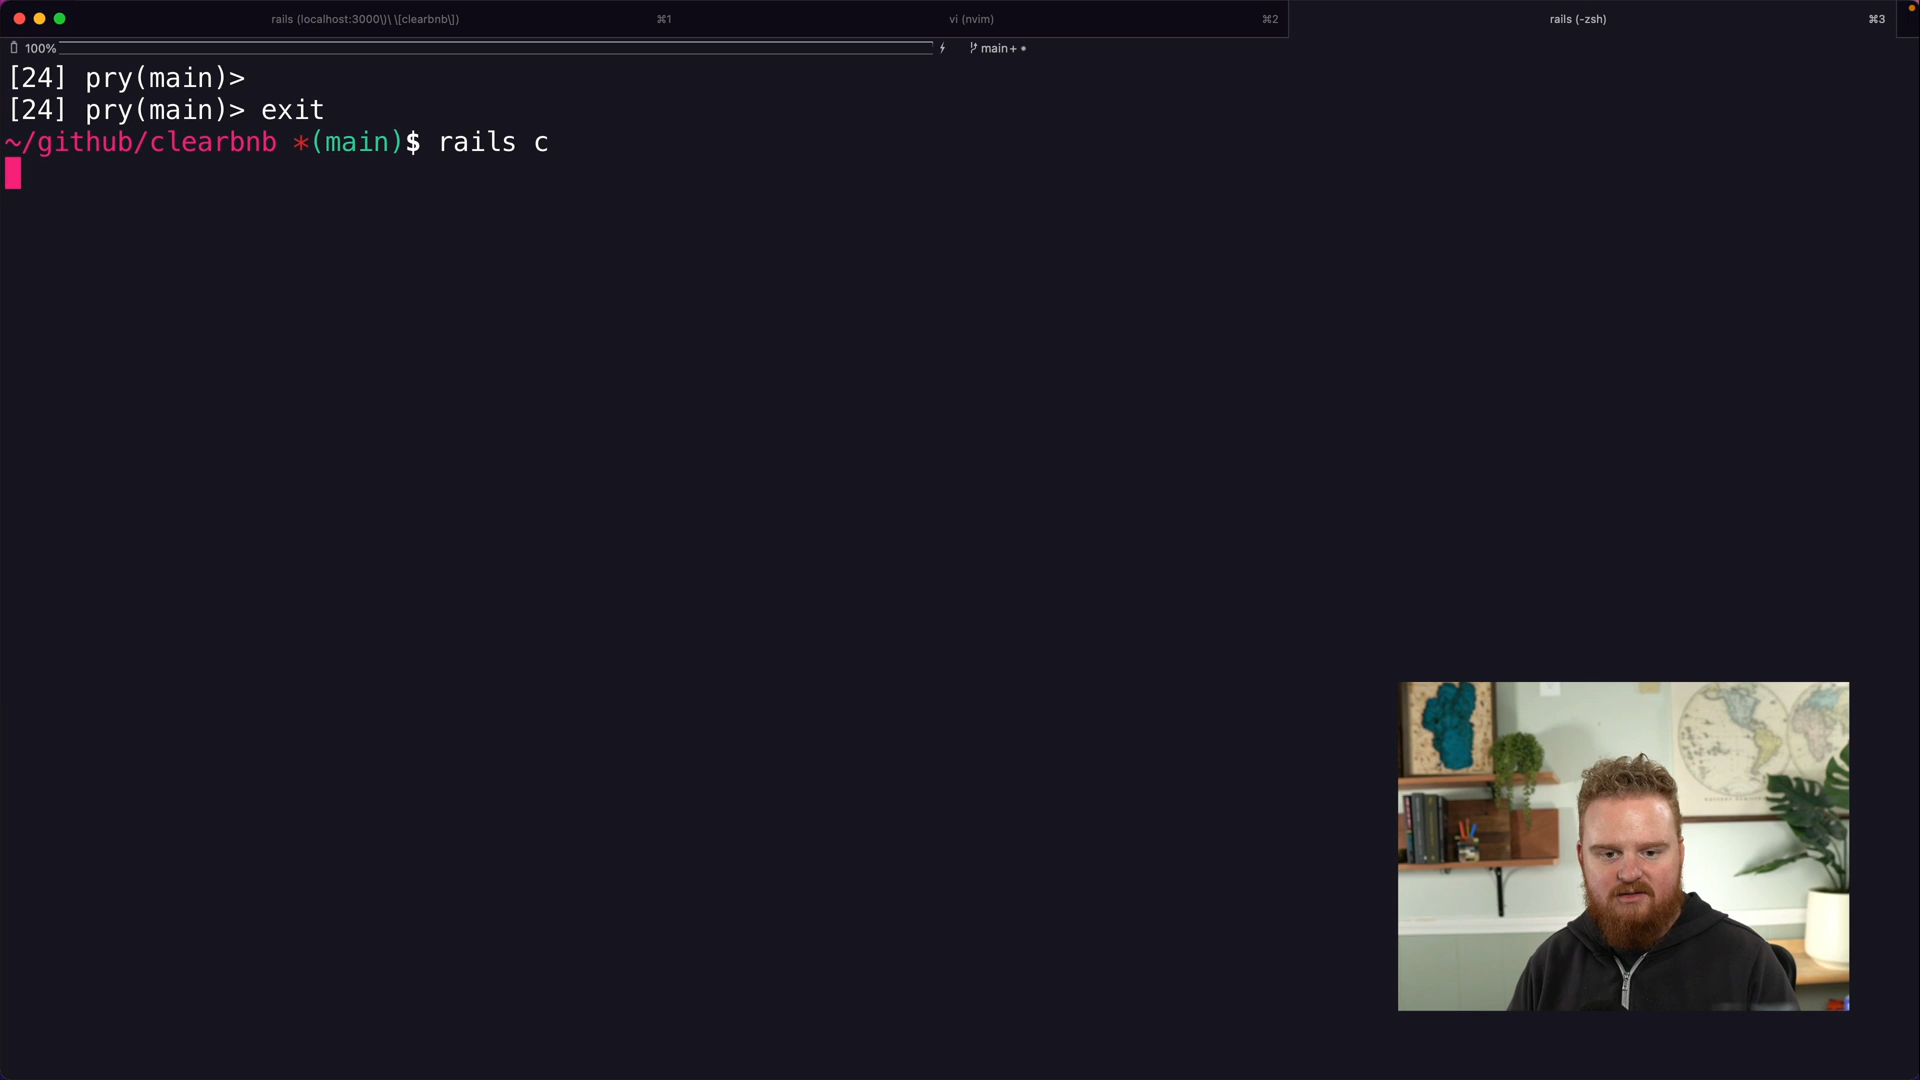 rails (localhost:3000\)\ \[clearbnb\])
⌘1
vi (nvim)
⌘2
rails (-zsh)
⌘3
100%
main+ •
[24] pry(main)>
[24] pry(main)> exit
~/github/clearbnb *(main)$ rails c